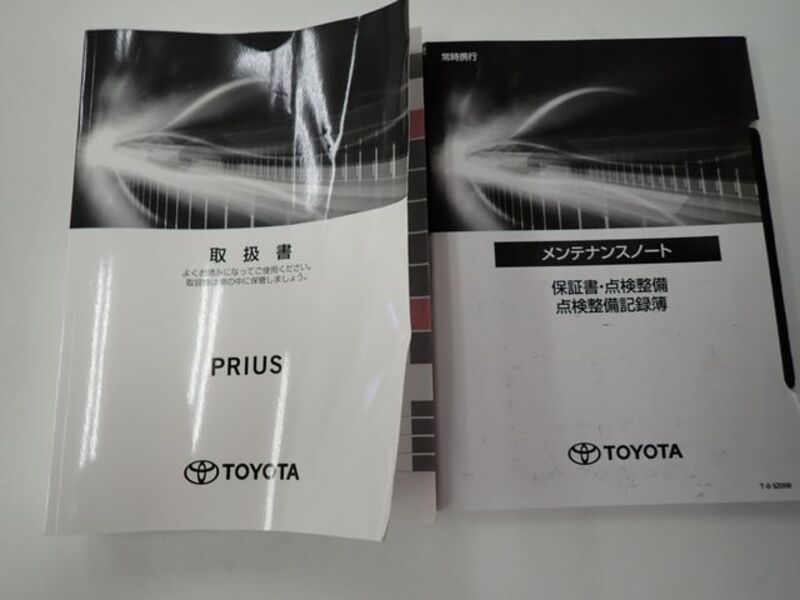 取扱書
よくお読みになってご使用ください。
取扱書は車の中に保管しましょう。
PRIUS
TOYOTA
常時携行
メンテナンスノート
保証書・点検整備
点検整備記録簿
TOYOTA